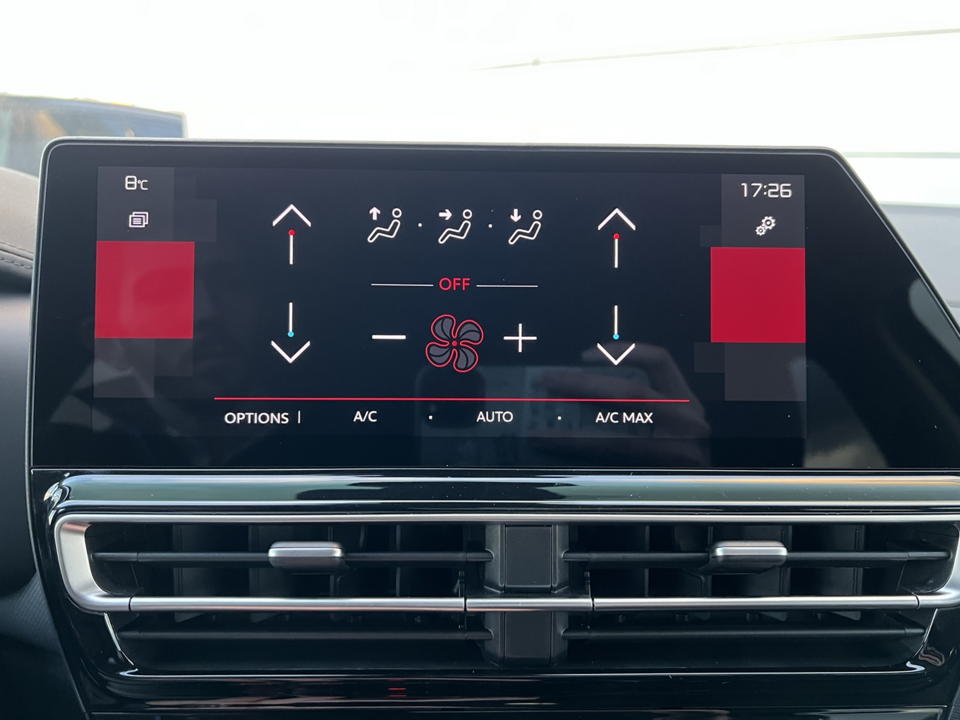 8°C
17:26
OFF
OPTIONS | A/C · AUTO · A/C MAX